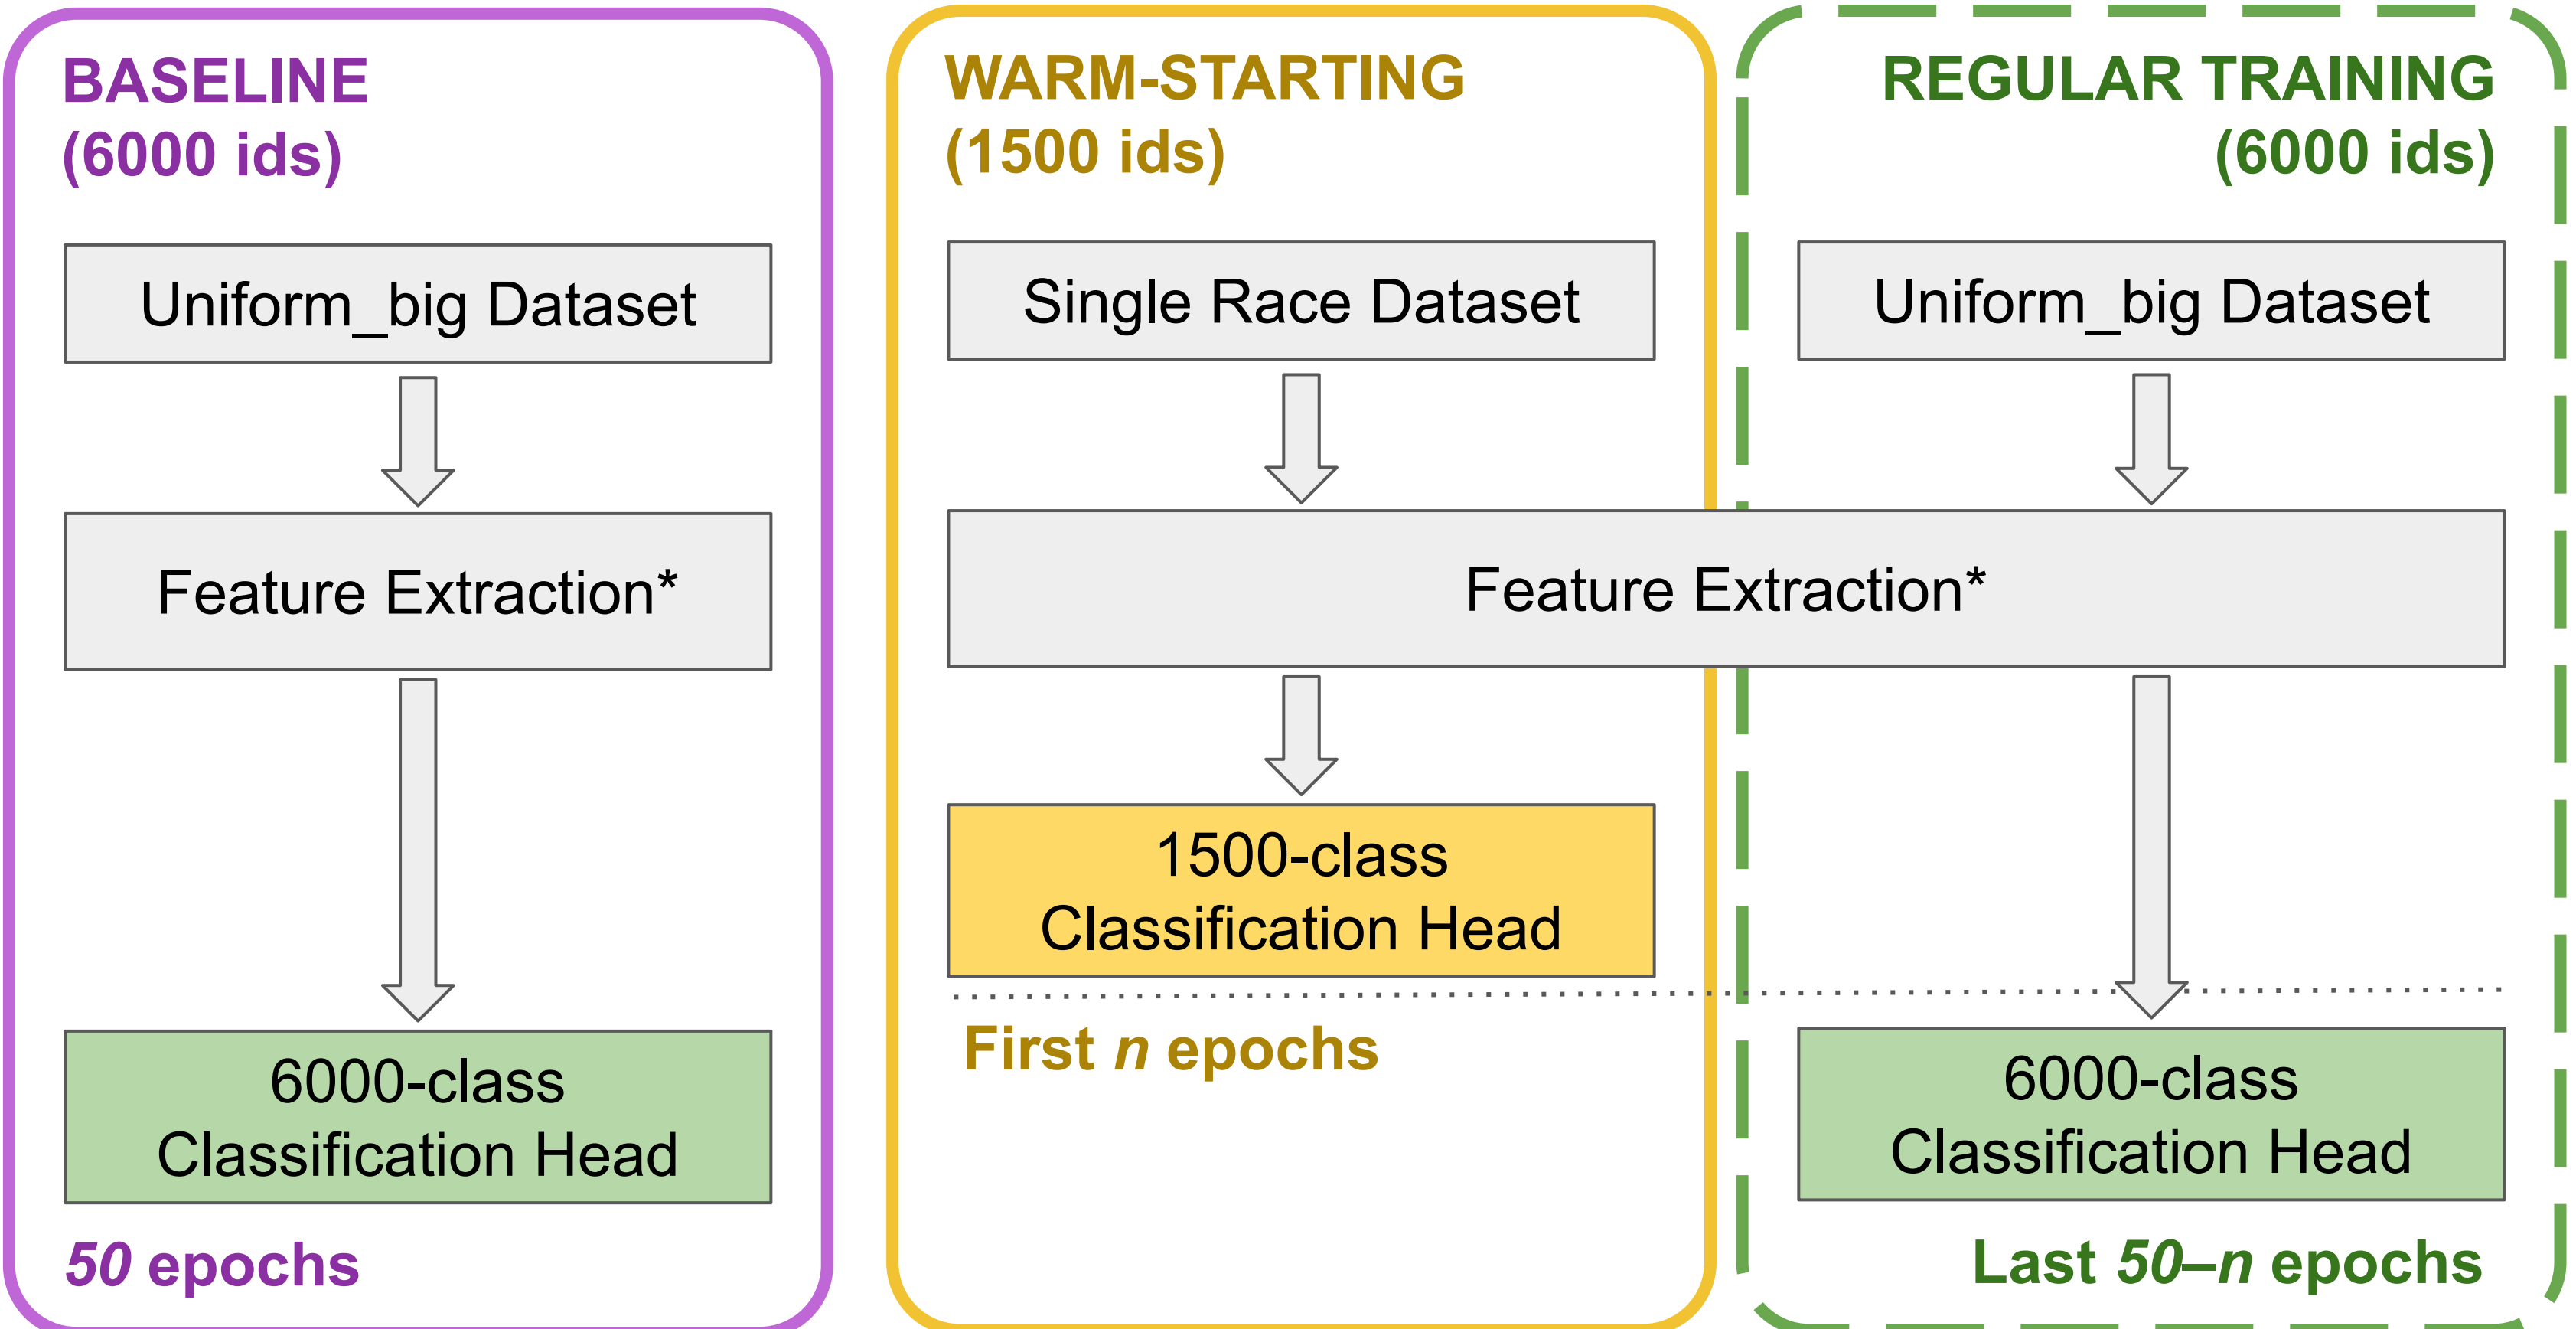 BASELINE
(6000 ids)
Uniform_big Dataset
Feature Extraction*
6000-class
Classification Head
50 epochs
WARM-STARTING
(1500 ids)
Single Race Dataset
REGULAR TRAINING
(6000 ids)
Uniform_big Dataset
Feature Extraction*
1500-class
Classification Head
First n epochs
6000-class
Classification Head
Last 50–n epochs